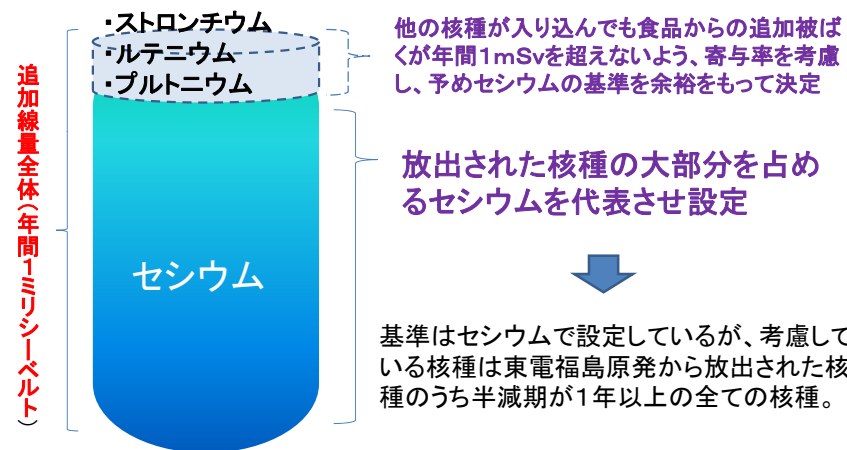 ・ストロンチウム
・ルテニウム
・プルトニウム
他の核種が入り込んでも食品からの追加被ば
くが年間１mSvを超えないよう、寄与率を考慮
し、予めセシウムの基準を余裕をもって決定
追加線量全体（年間１ミリシーベルト）
放出された核種の大部分を占め
るセシウムを代表させ設定
セシウム
基準はセシウムで設定しているが、考慮して
いる核種は東電福島原発から放出された核
種のうち半減期が１年以上の全ての核種。